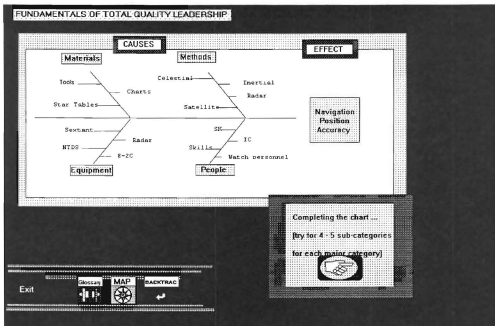 FUNDAMENTALS OF TOTAL QUALITY LEADERSHIP
CAUSES
EFFECT
Materials
Methods
Tools
Charts
Star Tables
Celestial
Inertial
Radar
Satellite
Navigation
Position
Accuracy
Sextant
Radar
NTDS
E-2C
SM
IC
Skills
Watch personnel
Equipment
People
Completing the chart ...
[try for 4 - 5 sub-categories
for each major category]
Exit
Glossary
MAP
BACKTRAC